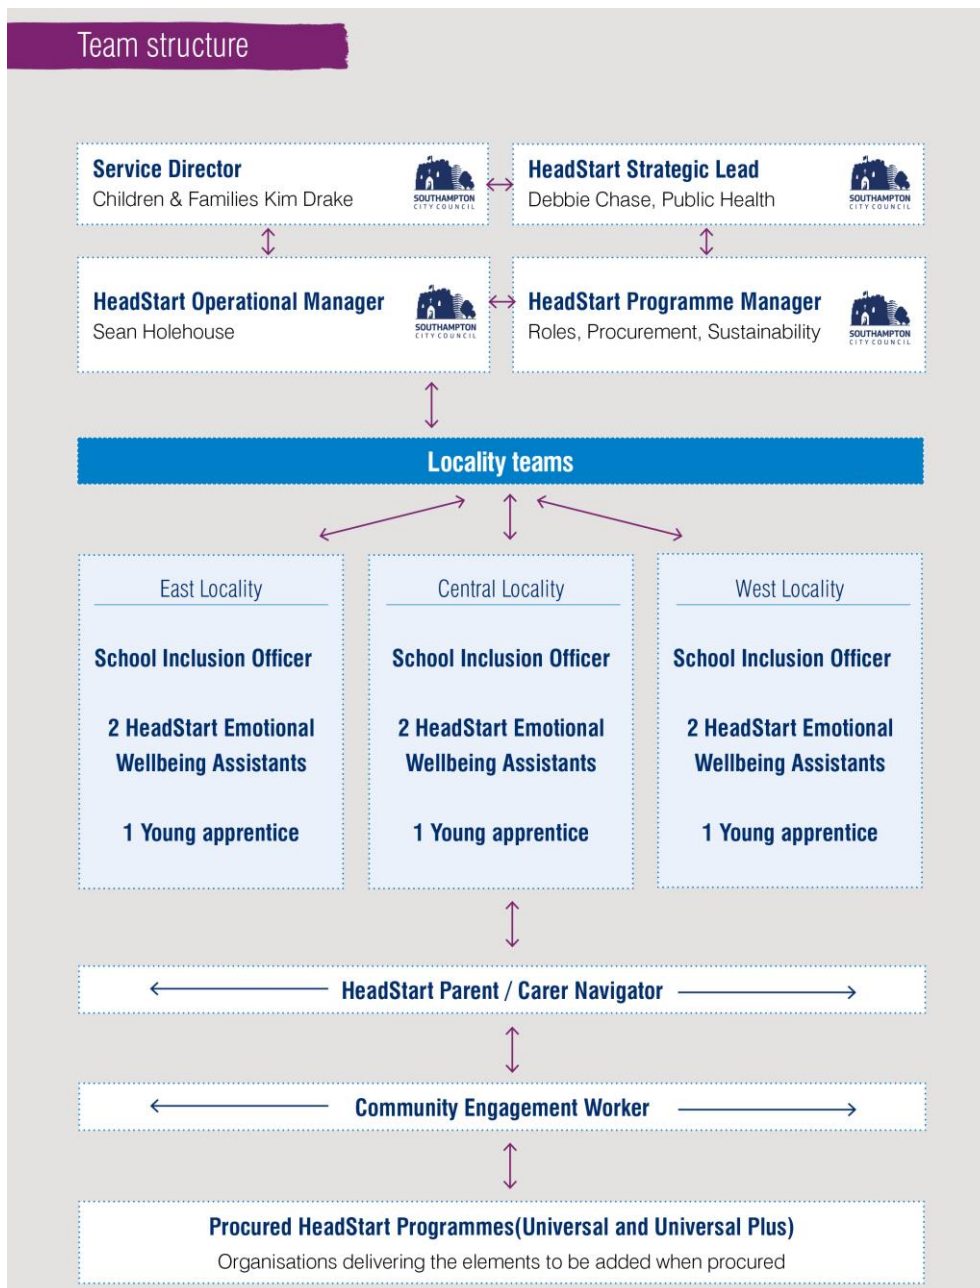 Team structure
Service Director
Children & Families Kim Drake
SOUTHAMPTON
CITY COUNCIL
HeadStart Strategic Lead
Debbie Chase, Public Health
SOUTHAMPTON
CITY COUNCIL
HeadStart Operational Manager
Sean Holehouse
SOUTHAMPTON
CITY COUNCIL
HeadStart Programme Manager
Roles, Procurement, Sustainability
SOUTHAMPTON
CITY COUNCIL
Locality teams
East Locality
School Inclusion Officer
2 HeadStart Emotional
Wellbeing Assistants
1 Young apprentice
Central Locality
School Inclusion Officer
2 HeadStart Emotional
Wellbeing Assistants
1 Young apprentice
West Locality
School Inclusion Officer
2 HeadStart Emotional
Wellbeing Assistants
1 Young apprentice
HeadStart Parent / Carer Navigator
Community Engagement Worker
Procured HeadStart Programmes(Universal and Universal Plus)
Organisations delivering the elements to be added when procured